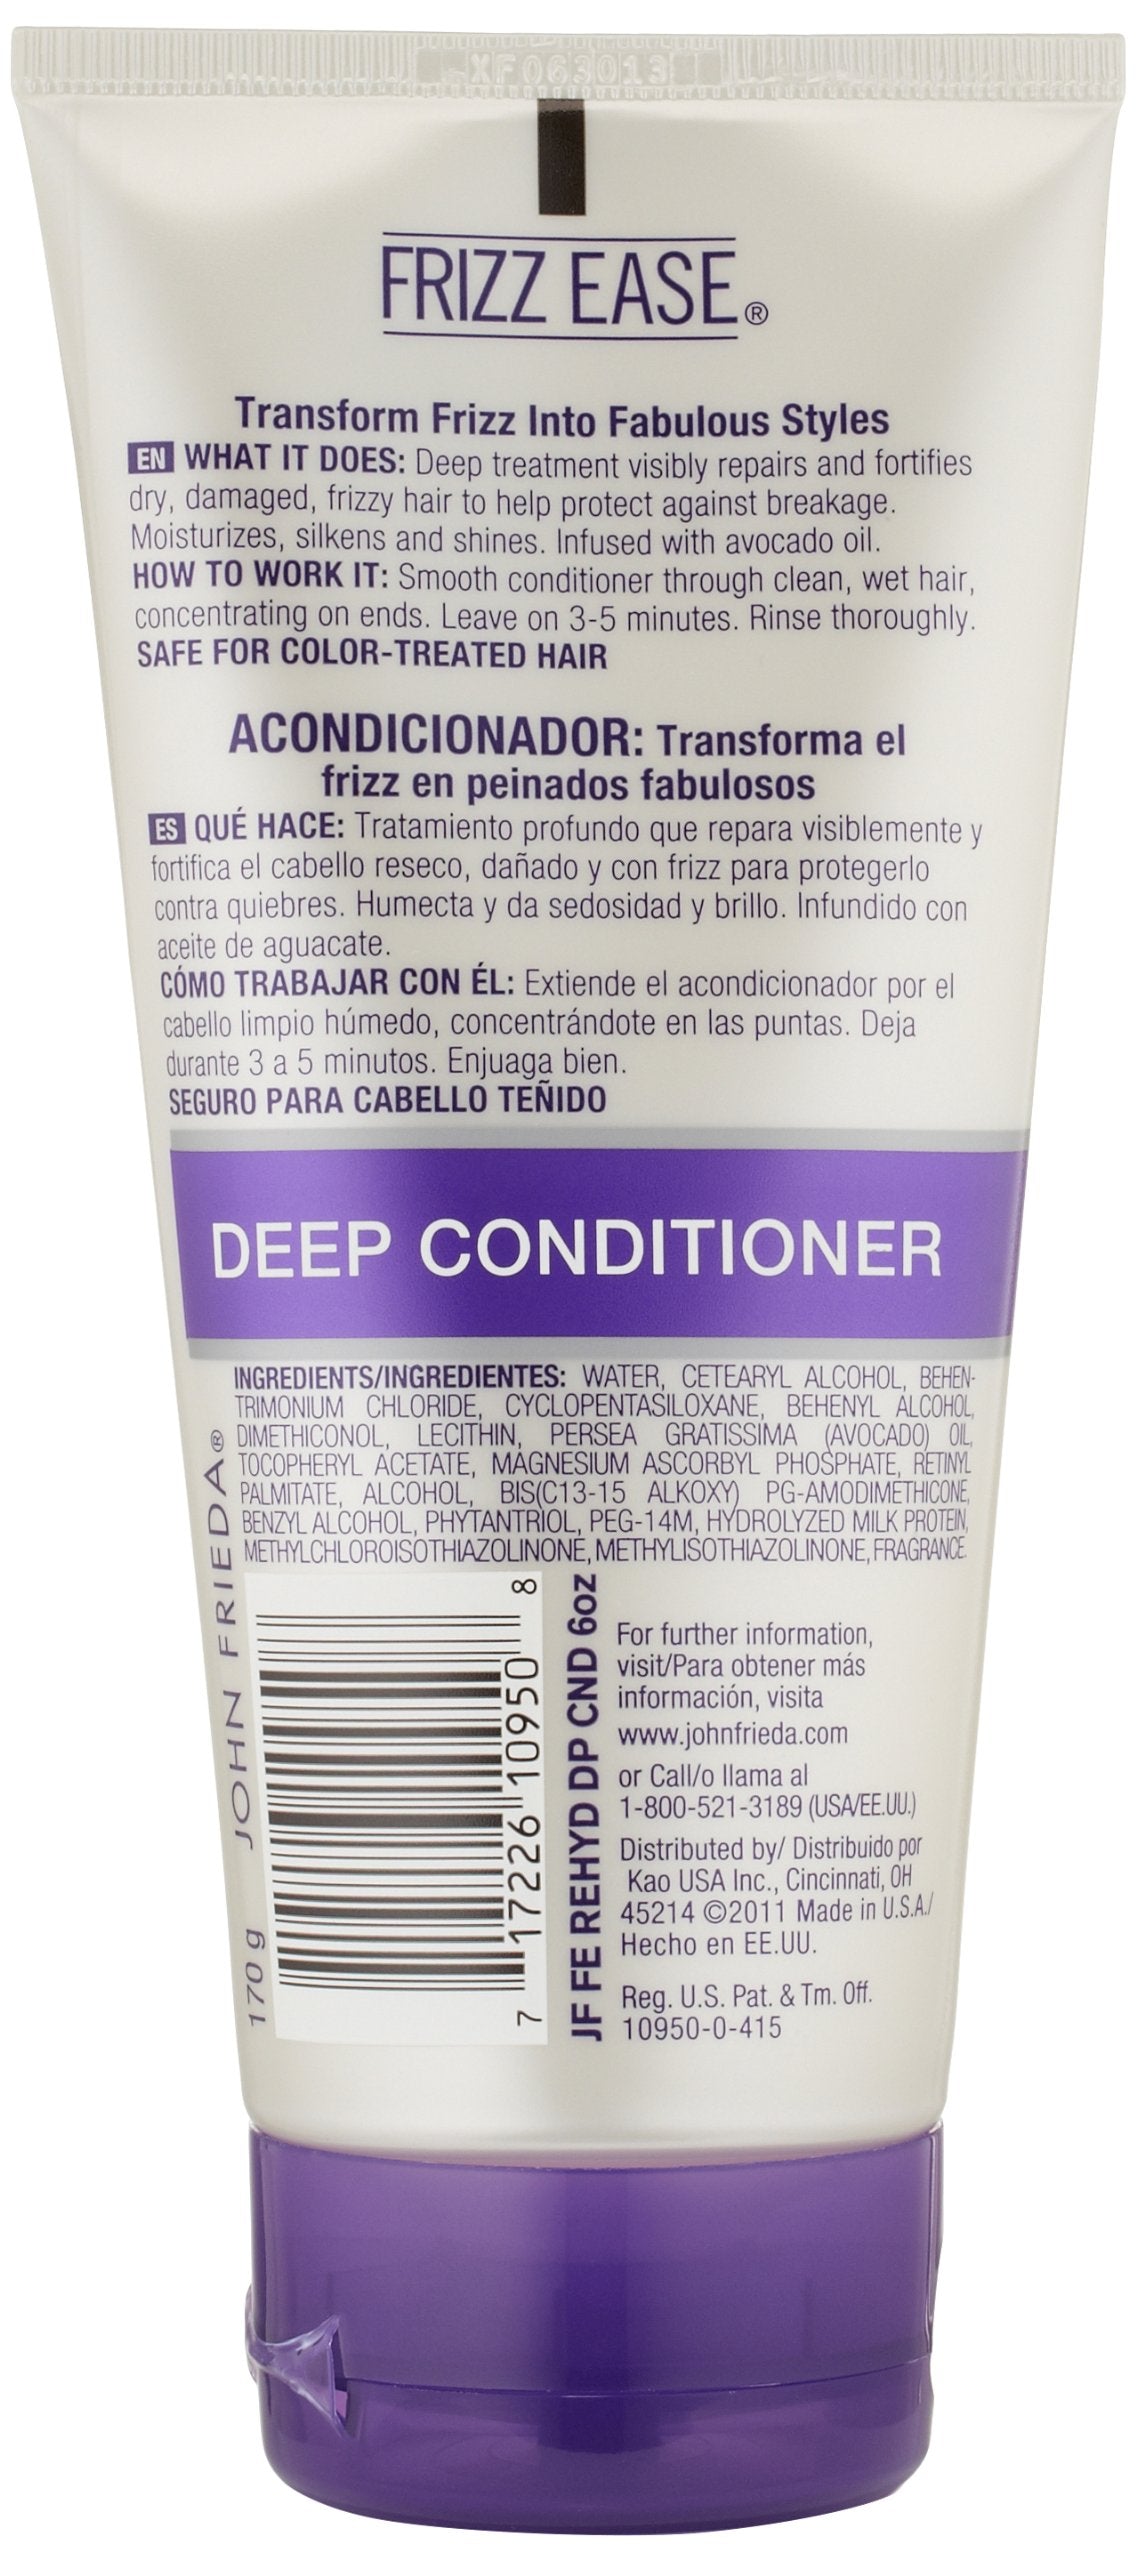 XF063013
FRIZZ EASE®
Transform Frizz Into Fabulous Styles
EN WHAT IT DOES: Deep treatment visibly repairs and fortifies
dry, damaged, frizzy hair to help protect against breakage.
Moisturizes, silkens and shines. Infused with avocado oil.
HOW TO WORK IT: Smooth conditioner through clean, wet hair,
concentrating on ends. Leave on 3-5 minutes. Rinse thoroughly.
SAFE FOR COLOR-TREATED HAIR
ACONDICIONADOR: Transforma el
frizz en peinados fabulosos
ES QUÉ HACE: Tratamiento profundo que repara visiblemente y
fortifica el cabello reseco, dañado y con frizz para protegerlo
contra quiebres. Humecta y da sedosidad y brillo. Infundido con
aceite de aguacate.
CÓMO TRABAJAR CON ÉL: Extiende el acondicionador por el
cabello limpio húmedo, concentrándote en las puntas. Deja
durante 3 a 5 minutos. Enjuaga bien.
SEGURO PARA CABELLO TEÑIDO
DEEP CONDITIONER
INGREDIENTS/INGREDIENTES: WATER, CETEARYL ALCOHOL, BEHEN-
TRIMONIUM CHLORIDE, CYCLOPENTASILOXANE, BEHENYL ALCOHOL,
DIMETHICONOL, LECITHIN, PERSEA GRATISSIMA (AVOCADO) OIL,
TOCOPHERYL ACETATE, MAGNESIUM ASCORBYL PHOSPHATE, RETINYL
PALMITATE, ALCOHOL, BIS(C13-15 ALKOXY) PG-AMODIMETHICONE,
BENZYL ALCOHOL, PHYTANTRIOL, PEG-14M, HYDROLYZED MILK PROTEIN,
METHYLCHLOROISOTHIAZOLINONE, METHYLISOTHIAZOLINONE, FRAGRANCE.
170 g JOHN FRIEDA®
7 17226 10950 8
JF FE REHYD DP CND 6oz
For further information,
visit/Para obtener más
información, visita
www.johnfrieda.com
or Call/o llama al
1-800-521-3189 (USA/EE.UU.)
Distributed by/ Distribuido por
Kao USA Inc., Cincinnati, OH
45214 ©2011 Made in U.S.A./
Hecho en EE.UU.
Reg. U.S. Pat. & Tm. Off.
10950-0-415